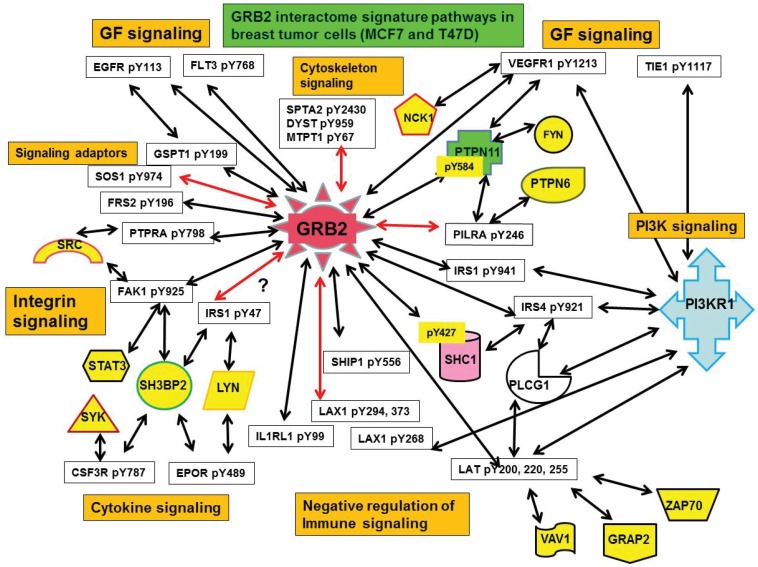 GRB2 interactome signature pathways in
breast tumor cells (MCF7 and T47D)
GF signaling
GF signaling
EGFR pY113
FLT3 pY768
VEGFR1 pY1213
TIE1 pY1117
Cytoskeleton
signaling
SPTA2 pY2430
DYST pY959
MTPT1 pY67
NCK1
PTPN11
pY584
FYN
PTPN6
Signaling adaptors
GSPT1 pY199
SOS1 pY974
FRS2 pY196
PTPRA pY798
GRB2
PILRA pY246
PI3K signaling
SRC
IRS1 pY941
FAK1 pY925
Integrin
signaling
IRS1 pY47
?
IRS4 pY921
PI3KR1
pY427
SHC1
STAT3
SH3BP2
LYN
SHIP1 pY556
PLCG1
SYK
LAX1 pY294, 373
IL1RL1 pY99
LAX1 pY268
CSF3R pY787
EPOR pY489
LAT pY200, 220, 255
Cytokine signaling
Negative regulation of
Immune signaling
ZAP70
VAV1
GRAP2